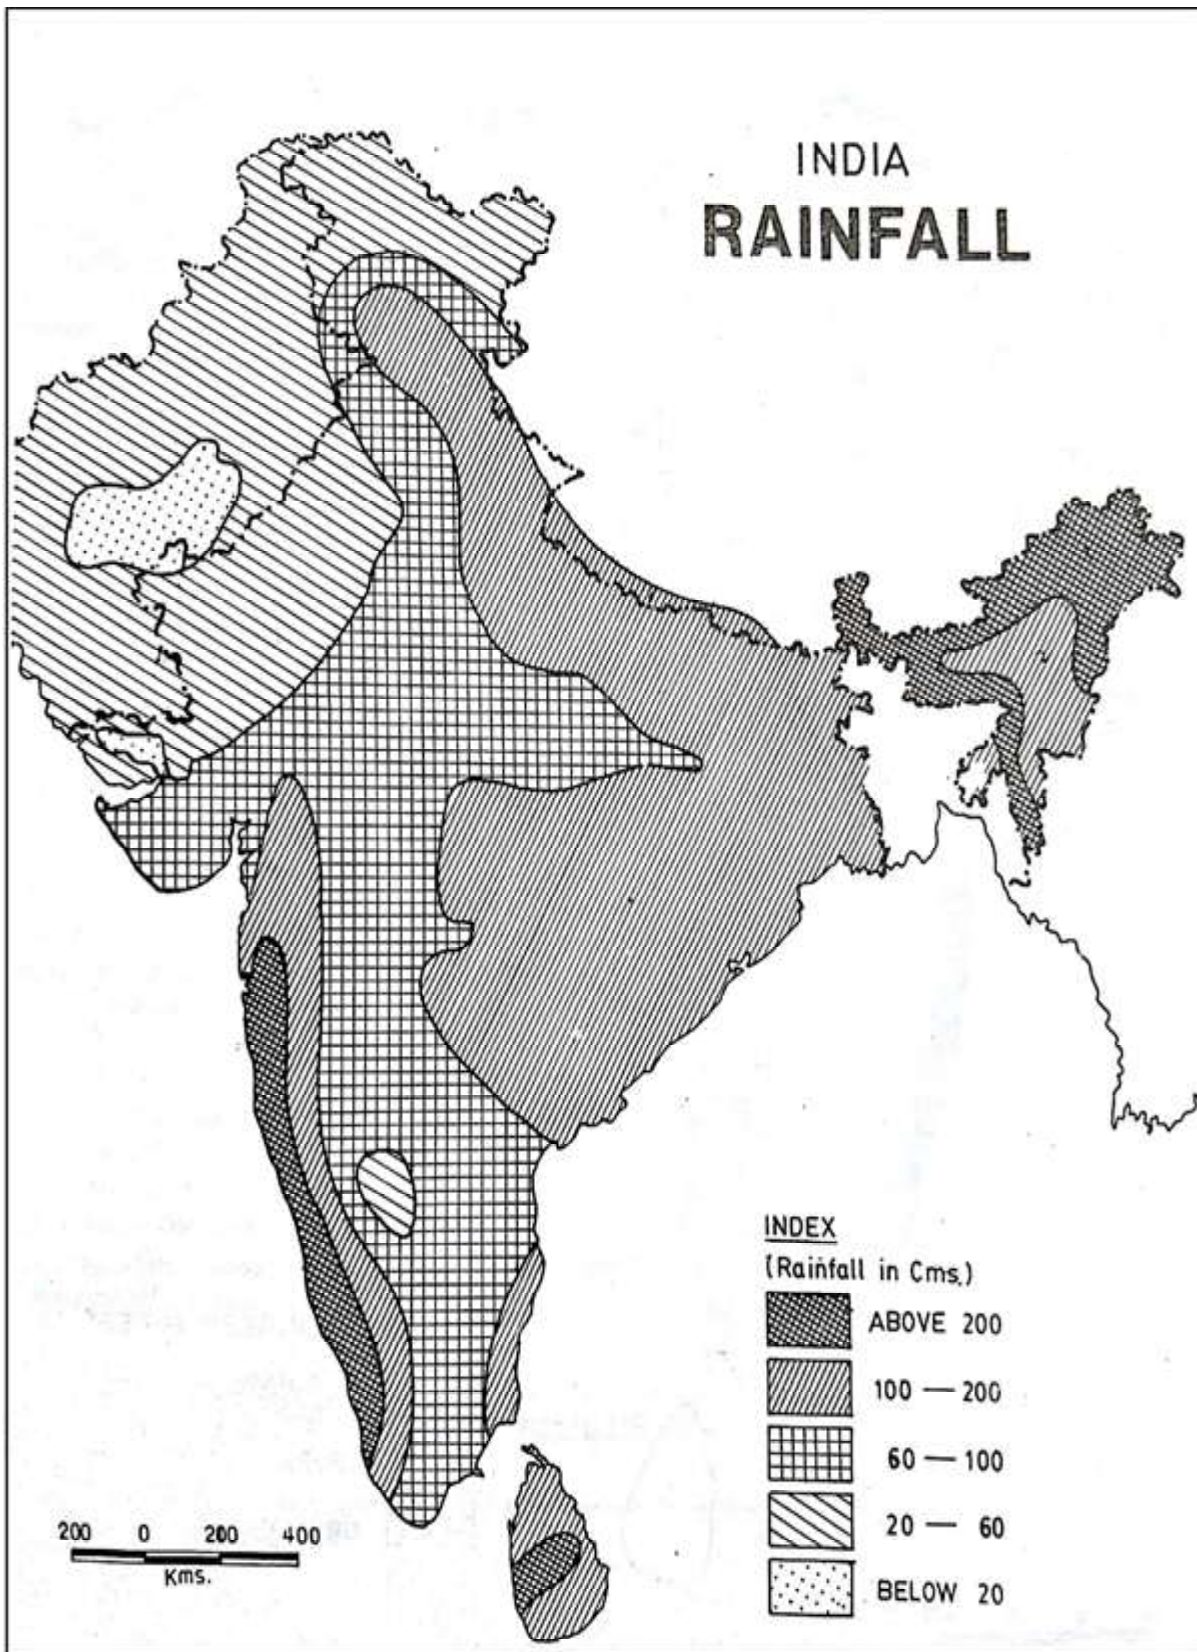 INDIA
RAINFALL
INDEX
(Rainfall in Cms.)
ABOVE 200
100 — 200
60 — 100
20 — 60
BELOW 20
200 0 200 400
Kms.